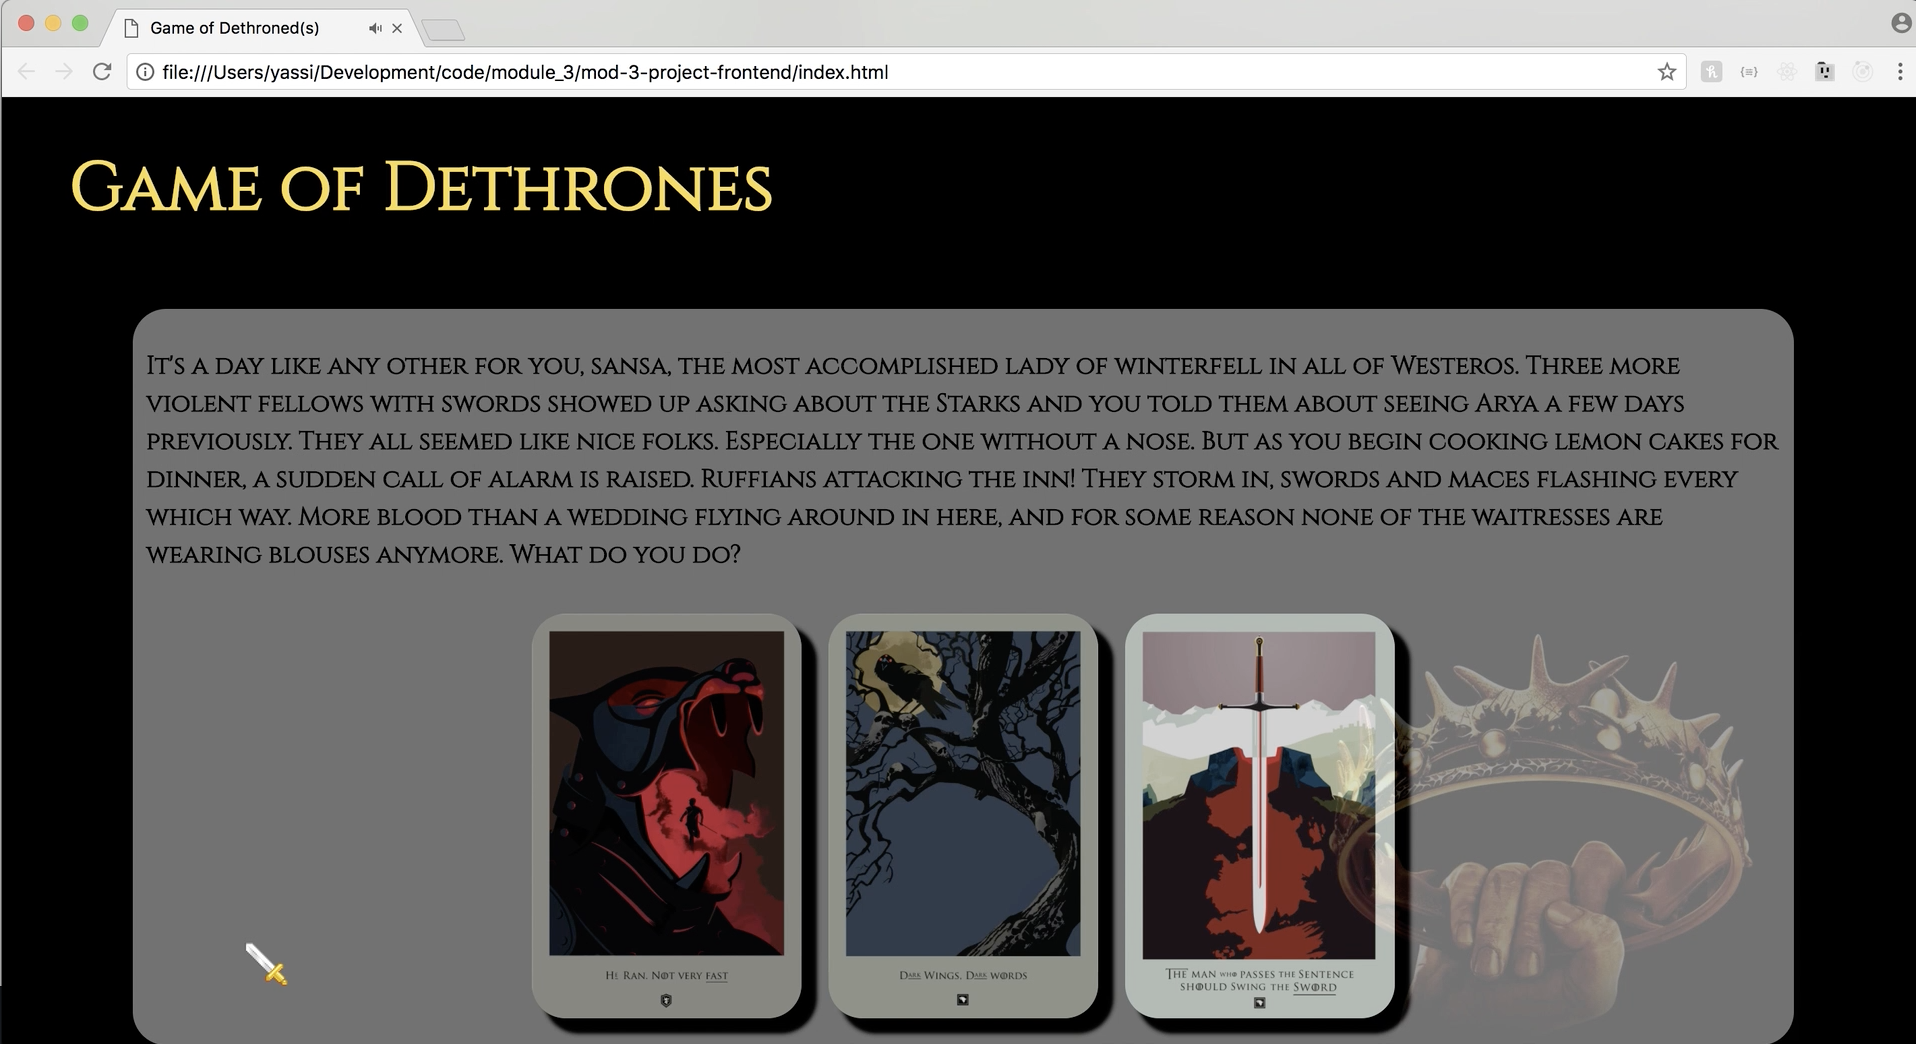 Game of Dethroned(s)
file:///Users/yassi/Development/code/module_3/mod-3-project-frontend/index.html
Game of Dethrones
It's a day like any other for you, sansa, the most accomplished lady of winterfell in all of Westeros. Three more
violent fellows with swords showed up asking about the Starks and you told them about seeing Arya a few days
previously. They all seemed like nice folks. Especially the one without a nose. But as you begin cooking lemon cakes for
dinner, a sudden call of alarm is raised. Ruffians attacking the inn! They storm in, swords and maces flashing every
which way. More blood than a wedding flying around in here, and for some reason none of the waitresses are
wearing blouses anymore. What do you do?
He Ran. Not very fast
Dark Wings, Dark words
The man who passes the Sentence
should Swing the Sword